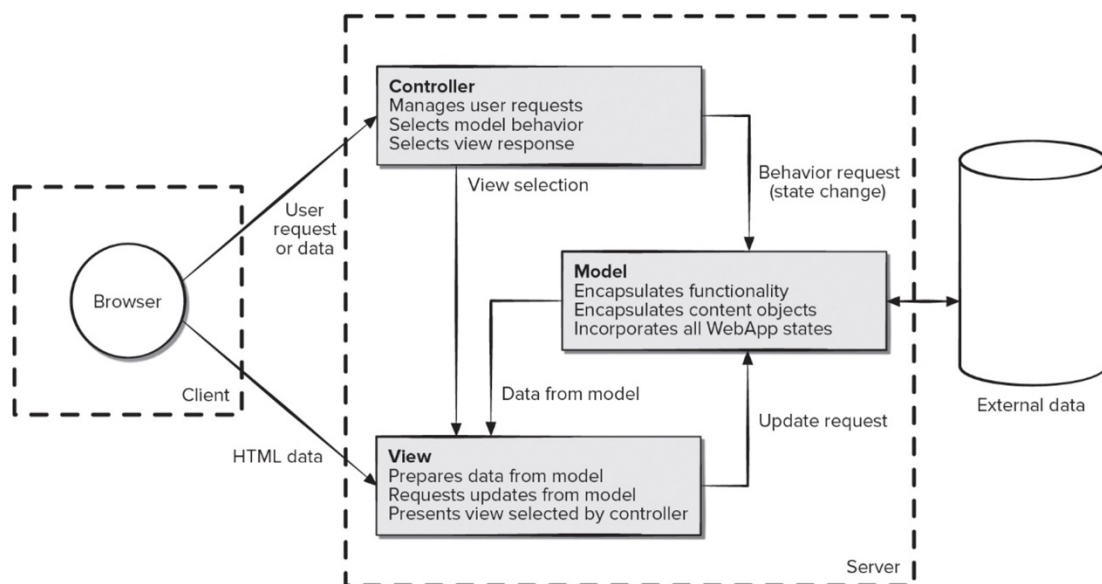 Controller
Manages user requests
Selects model behavior
Selects view response
View selection
Behavior request
(state change)
User
request
or data
Browser
Model
Encapsulates functionality
Encapsulates content objects
Incorporates all WebApp states
Client
Data from model
External data
Update request
HTML data
View
Prepares data from model
Requests updates from model
Presents view selected by controller
Server